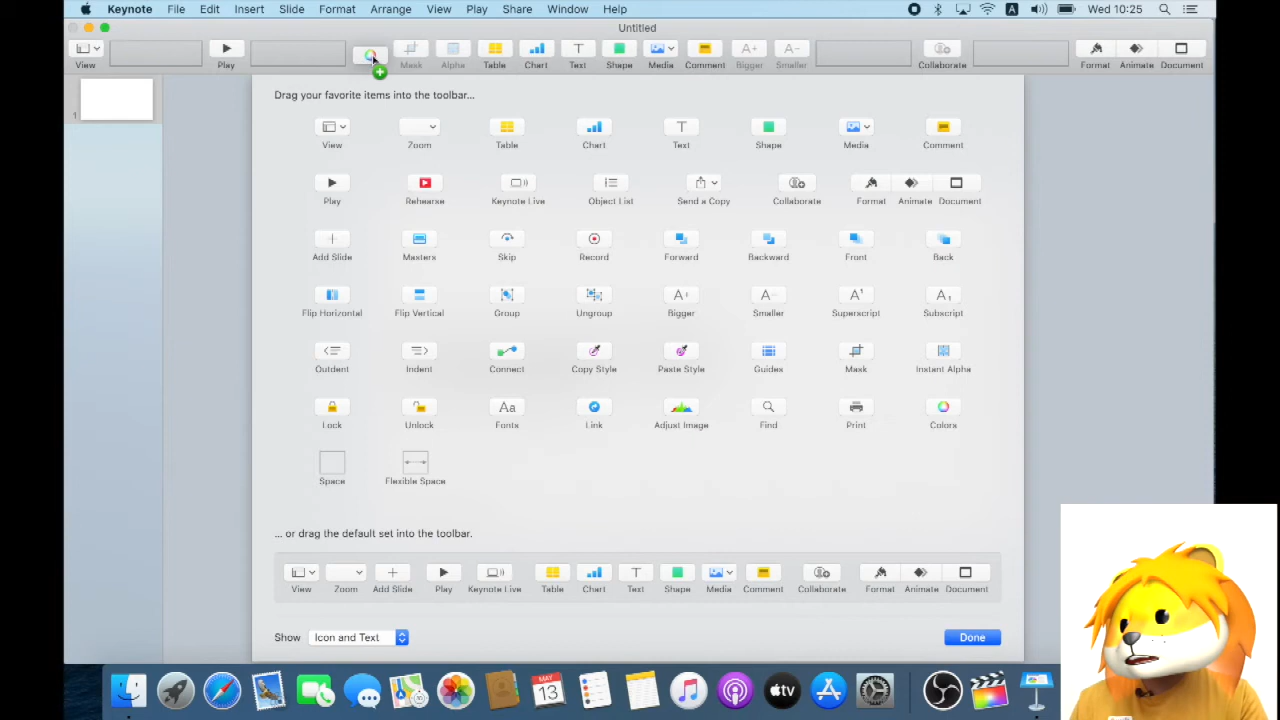 Keynote File Edit Insert Slide Format Arrange View Play Share Window Help A Wed 10:25
Untitled
View Play Mask Alpha Table Chart Text Shape Media Comment Bigger Smaller Collaborate Format Animate Document
1
Drag your favorite items into the toolbar...
View Zoom Table Chart Text Shape Media Comment
Play Rehearse Keynote Live Object List Send a Copy Collaborate Format Animate Document
Add Slide Masters Skip Record Forward Backward Front Back
Flip Horizontal Flip Vertical Group Ungroup Bigger Smaller Superscript Subscript
Outdent Indent Connect Copy Style Paste Style Guides Mask Instant Alpha
Lock Unlock Fonts Link Adjust Image Find Print Colors
Space Flexible Space
... or drag the default set into the toolbar.
View Zoom Add Slide Play Keynote Live Table Chart Text Shape Media Comment Collaborate Format Animate Document
Show Icon and Text Done
MAY
13
tv